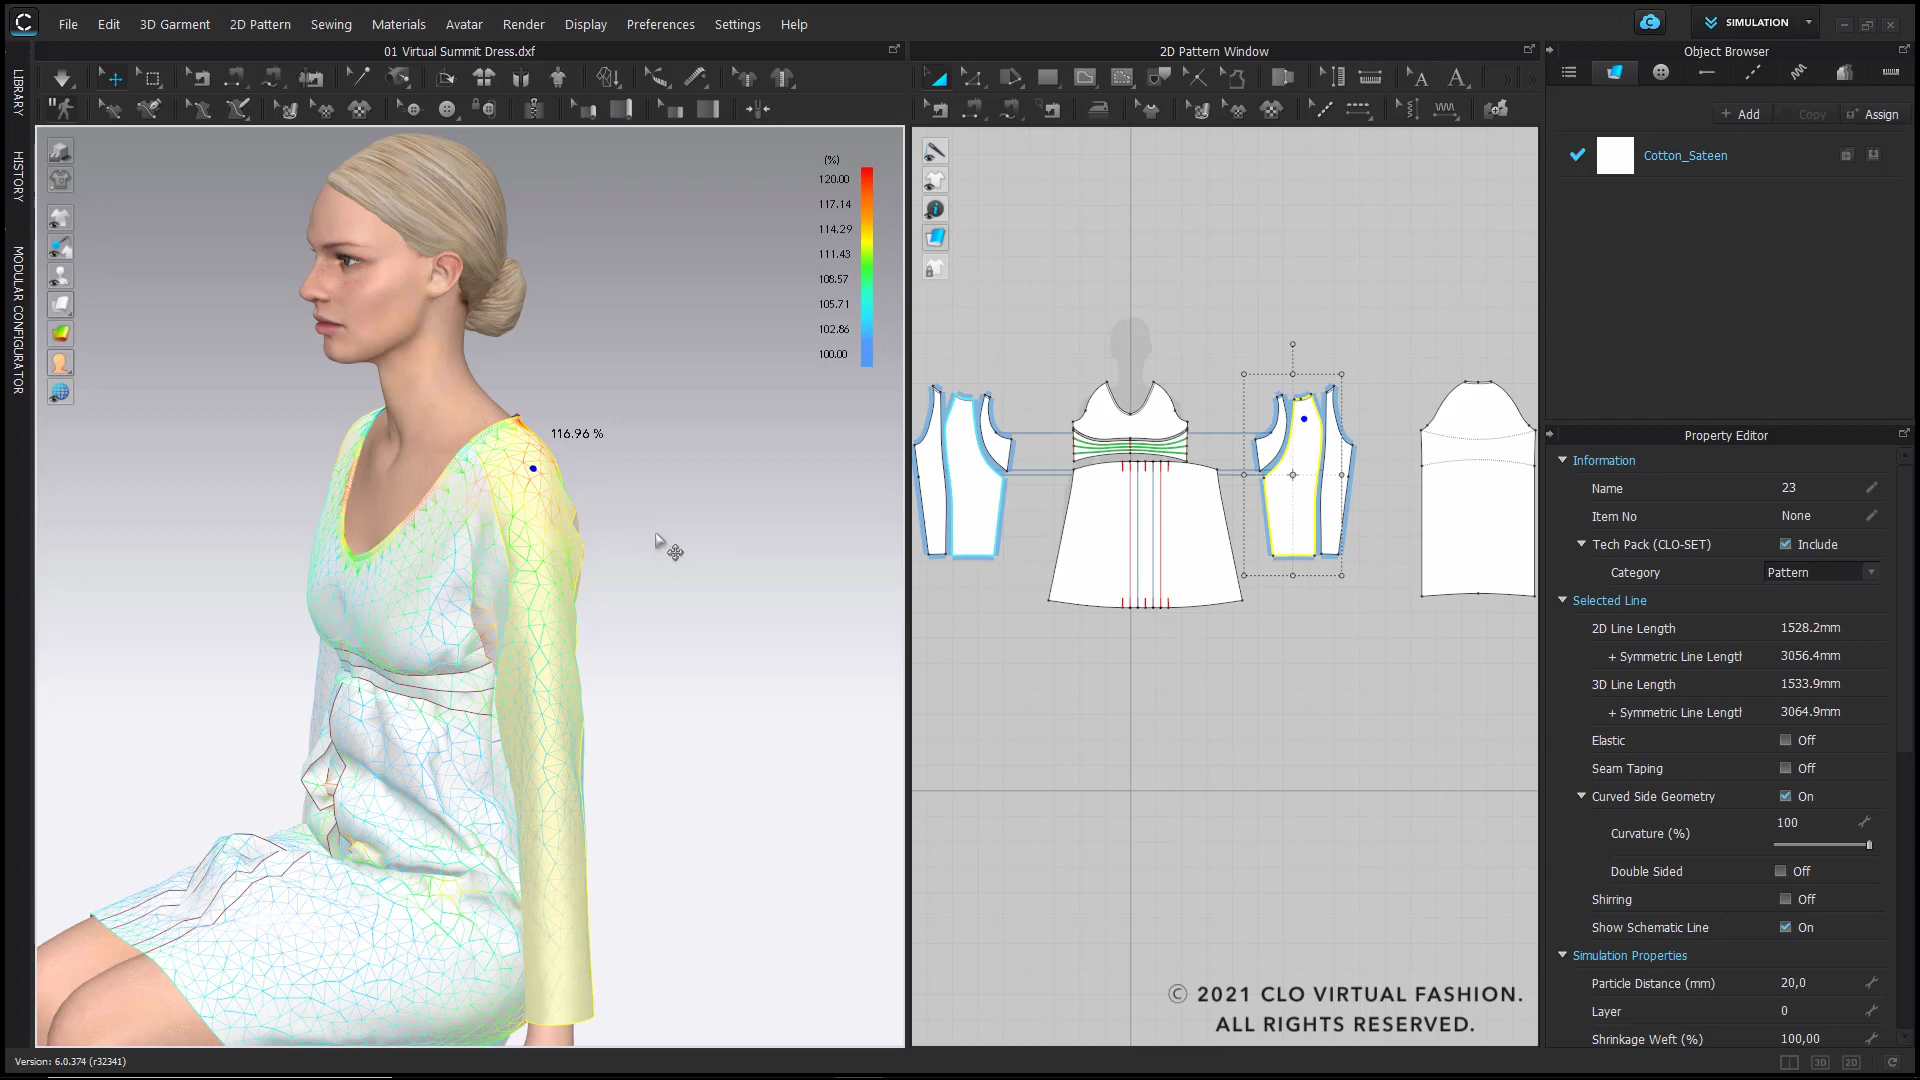 File Edit 3D Garment 2D Pattern Sewing Materials Avatar Render Display Preferences Settings Help
SIMULATION
01 Virtual Summit Dress.dxf
2D Pattern Window
Object Browser
LIBRARY
HISTORY
MODULAR CONFIGURATOR
+ Add Copy Assign
Cotton_Sateen
(%)
120.00
117.14
114.29
111.43
108.57
105.71
102.86
100.00
116.96 %
Property Editor
Information
Name 23
Item No None
Tech Pack (CLO-SET) Include
Category Pattern
Selected Line
2D Line Length 1528.2mm
+ Symmetric Line Lengt 3056.4mm
3D Line Length 1533.9mm
+ Symmetric Line Lengt 3064.9mm
Elastic Off
Seam Taping Off
Curved Side Geometry On
Curvature (%) 100
Double Sided Off
Shirring Off
Show Schematic Line On
Simulation Properties
Particle Distance (mm) 20,0
Layer 0
Shrinkage Weft (%) 100,00
© 2021 CLO VIRTUAL FASHION.
ALL RIGHTS RESERVED.
Version: 6.0.374 (r32341)
3D 2D